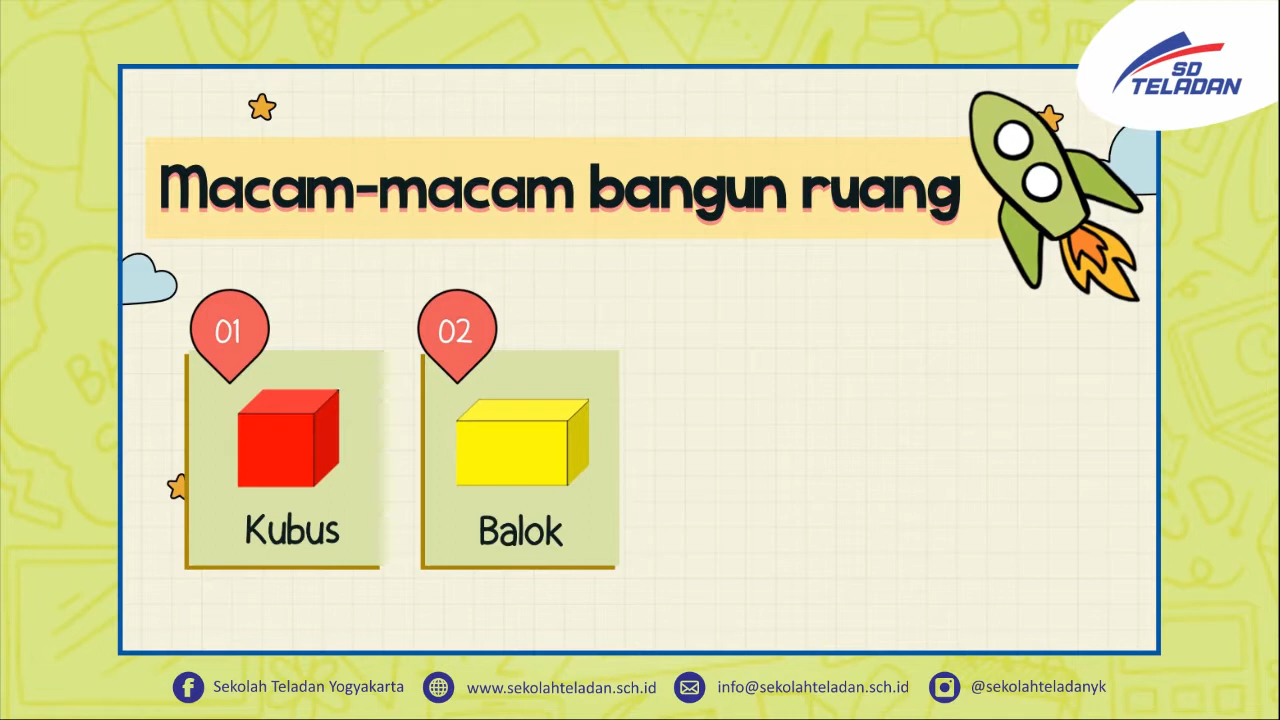 SD
TELADAN
Macam-macam bangun ruang
01
02
Kubus
Balok
Sekolah Teladan Yogyakarta
www.sekolahteladan.sch.id
info@sekolahteladan.sch.id
@sekolahteladanyk